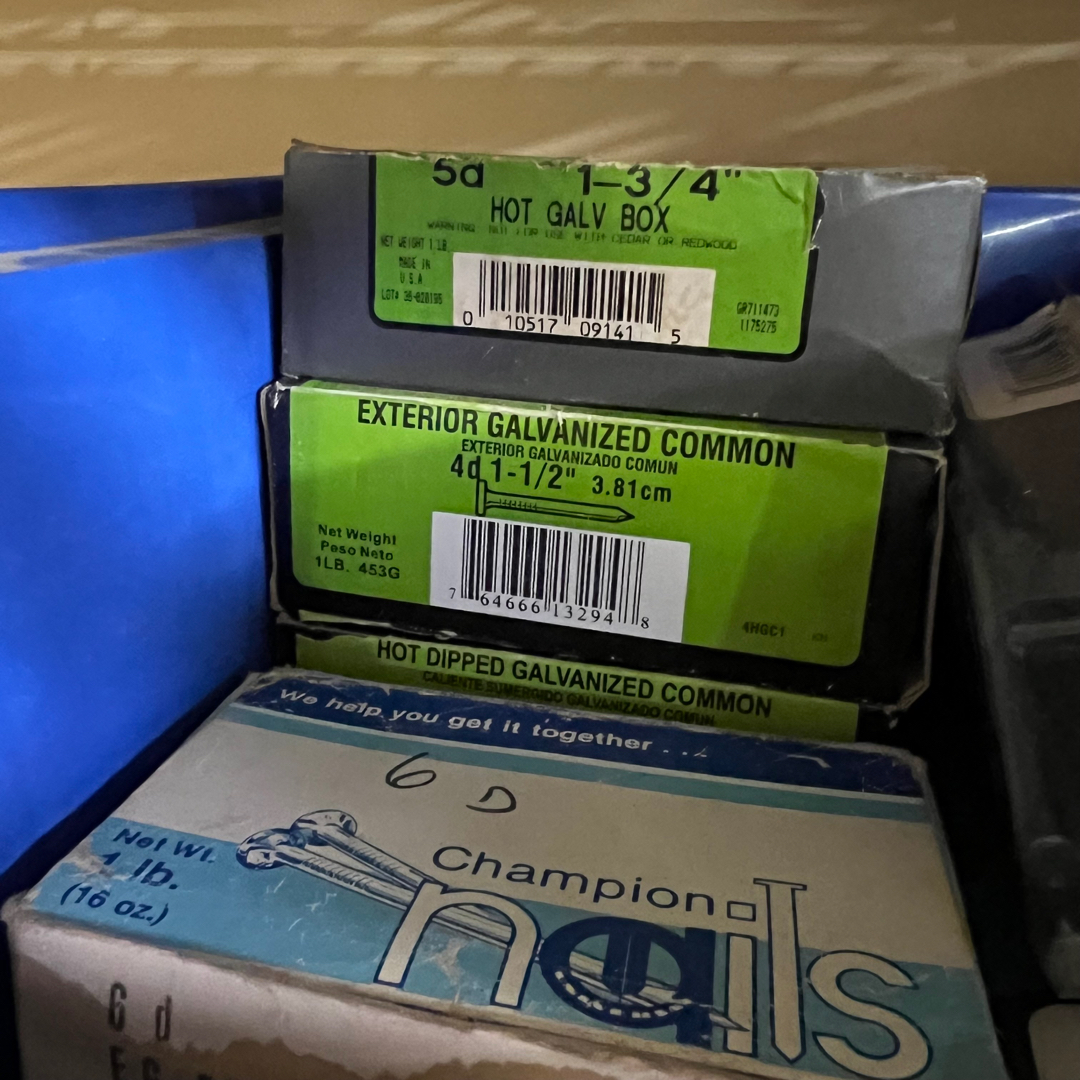 5d 1-3/4"
HOT GALV BOX
WARNING NOT FOR USE WITH CEDAR OR REDWOOD
NET WEIGHT 1 LB
MADE IN
U.S.A
LOT#
0 10517 09141 5
GR711473
1175275
EXTERIOR GALVANIZED COMMON
EXTERIOR GALVANIZADO COMUN
4d 1-1/2" 3.81cm
Net Weight
Peso Neto
1LB. 453G
7 64666 13294 8
4HGC1
HOT DIPPED GALVANIZED COMMON
CALIENTE SUMERGIDO GALVANIZADO COMUN
We help you get it together . . .
6 D
Net Wt.
1 lb.
(16 oz.)
Champion
nails
6 d